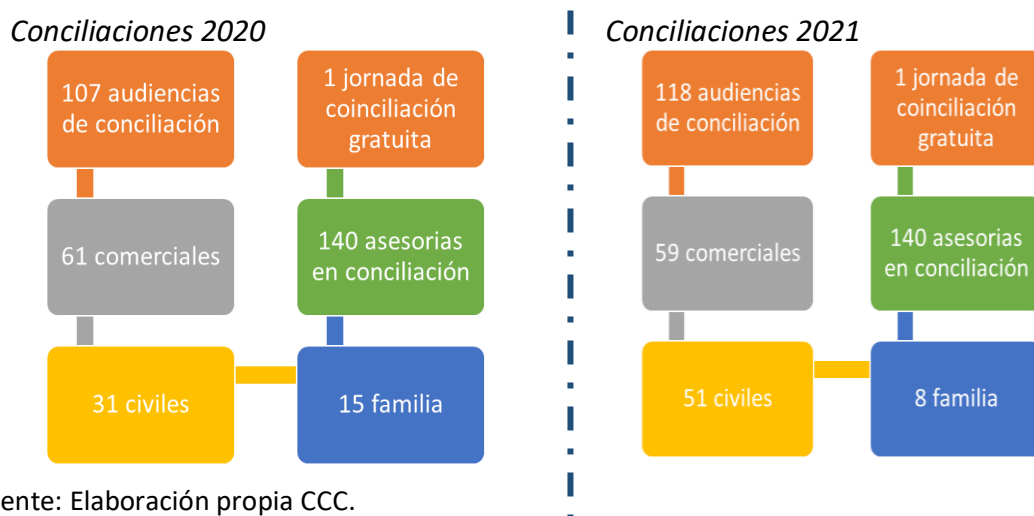 Conciliaciones 2020
107 audiencias
de conciliación
1 jornada de
coinciliación
gratuita
61 comerciales
140 asesorias
en conciliación
31 civiles
15 familia
Conciliaciones 2021
118 audiencias
de conciliación
1 jornada de
coinciliación
gratuita
59 comerciales
140 asesorias
en conciliación
51 civiles
8 familia
ente: Elaboración propia CCC.